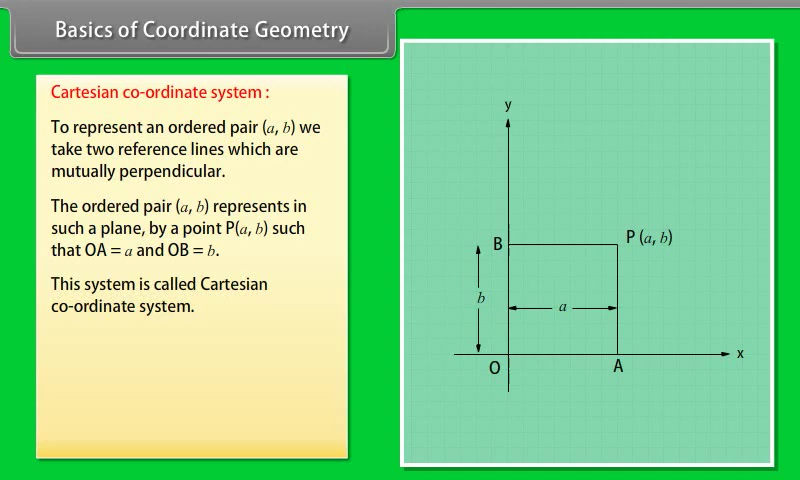 Basics of Coordinate Geometry
Cartesian co-ordinate system :
To represent an ordered pair (a, b) we
take two reference lines which are
mutually perpendicular.
The ordered pair (a, b) represents in
such a plane, by a point P(a, b) such
that OA = a and OB = b.
This system is called Cartesian
co-ordinate system.
y
B
P (a, b)
b
a
x
O
A